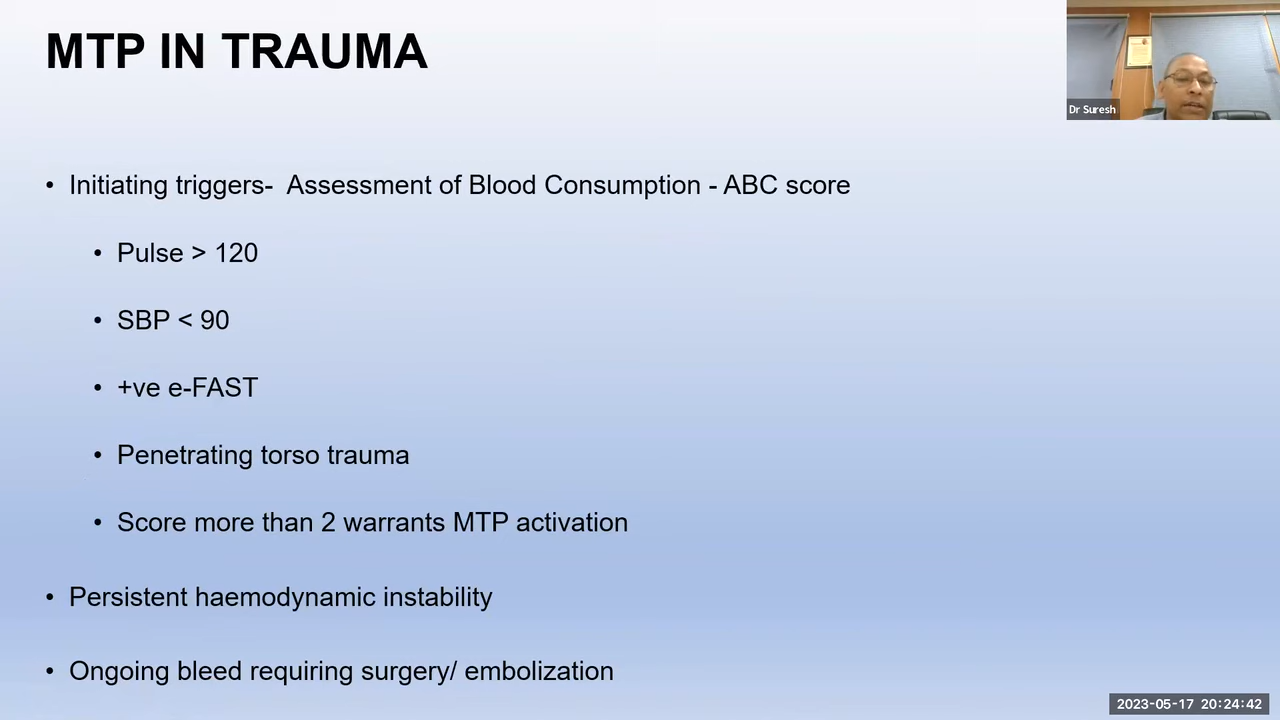 MTP IN TRAUMA
Dr Suresh
• Initiating triggers-  Assessment of Blood Consumption - ABC score
• Pulse > 120
• SBP < 90
• +ve e-FAST
• Penetrating torso trauma
• Score more than 2 warrants MTP activation
• Persistent haemodynamic instability
• Ongoing bleed requiring surgery/ embolization
2023-05-17 20:24:42